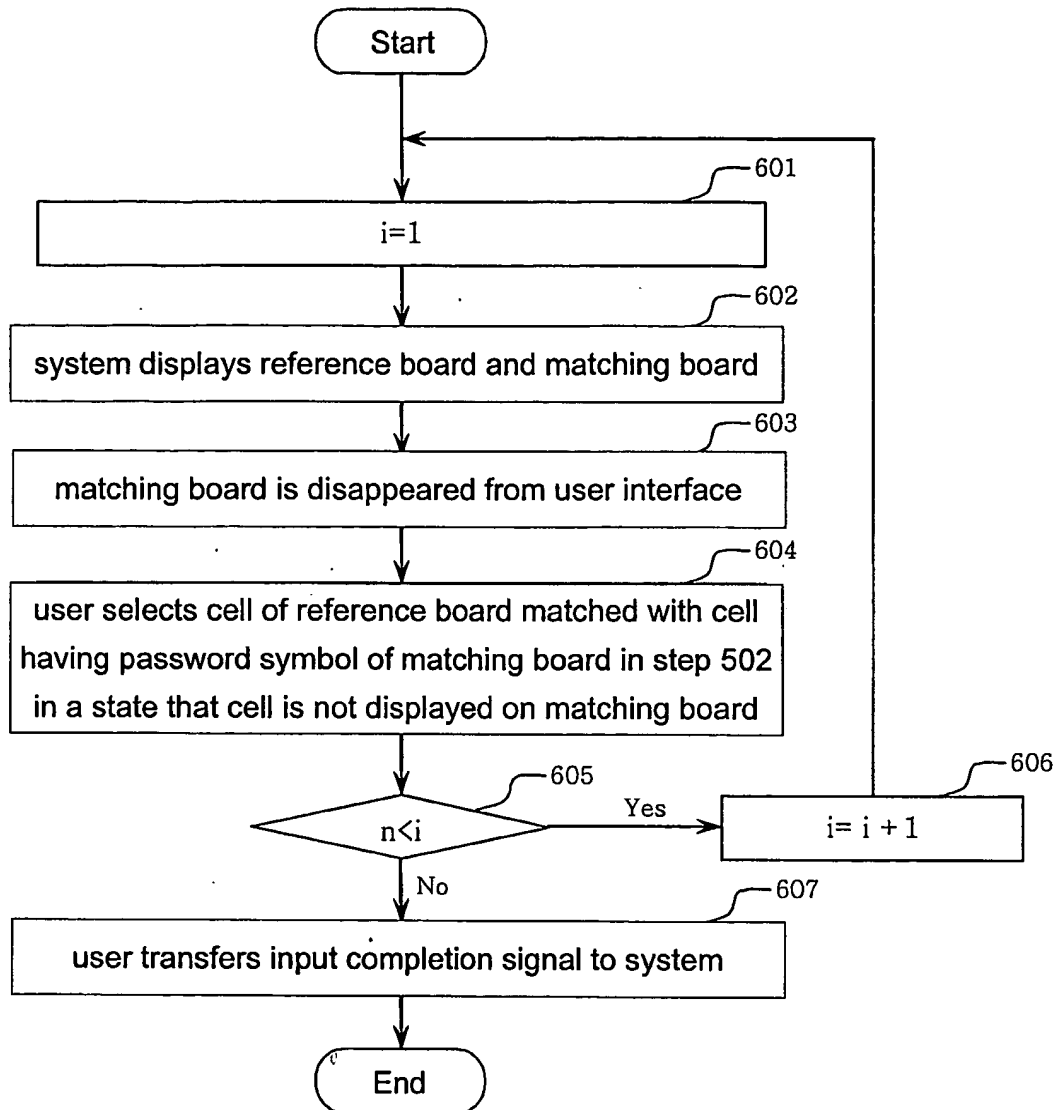 Start
601
i=1
602
system displays reference board and matching board
603
matching board is disappeared from user interface
604
user selects cell of reference board matched with cell
having password symbol of matching board in step 502
in a state that cell is not displayed on matching board
605
n<i
Yes
606
i= i + 1
No
607
user transfers input completion signal to system
End